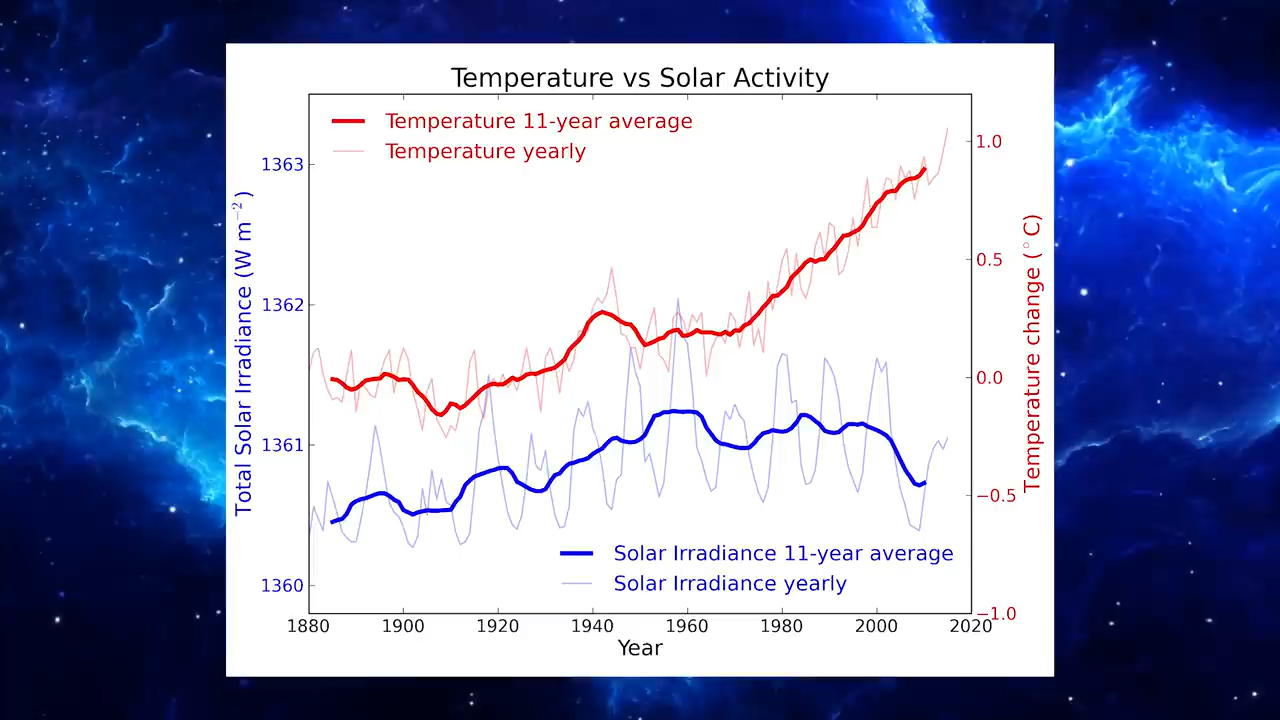 Temperature vs Solar Activity
Temperature 11-year average
Temperature yearly
1363
1362
1361
1360
Total Solar Irradiance (W m⁻²)
1.0
0.5
0.0
−0.5
−1.0
Temperature change (°C)
Solar Irradiance 11-year average
Solar Irradiance yearly
1880 1900 1920 1940 1960 1980 2000 2020
Year